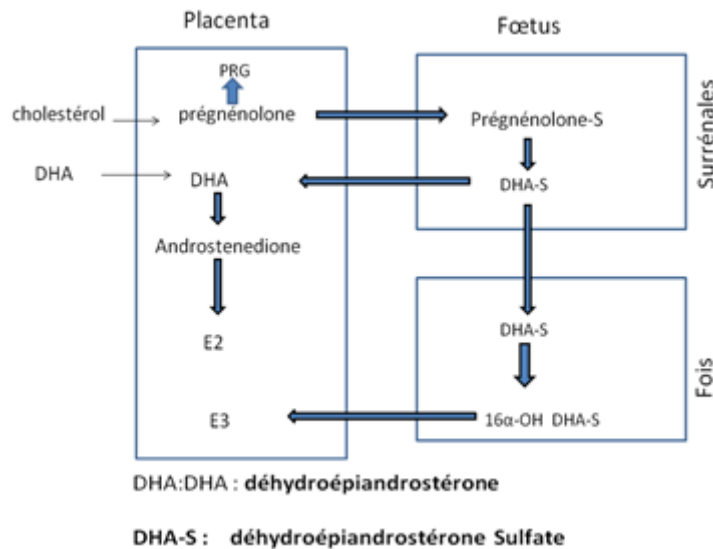 Placenta
Fœtus
PRG
cholestérol
prégnénolone
Prégnénolone-S
Surrénales
DHA
DHA
DHA-S
Androstenedione
E2
DHA-S
Fois
E3
16α-OH DHA-S
DHA:DHA : déhydroépiandrostérone
DHA-S : déhydroépiandrostérone Sulfate